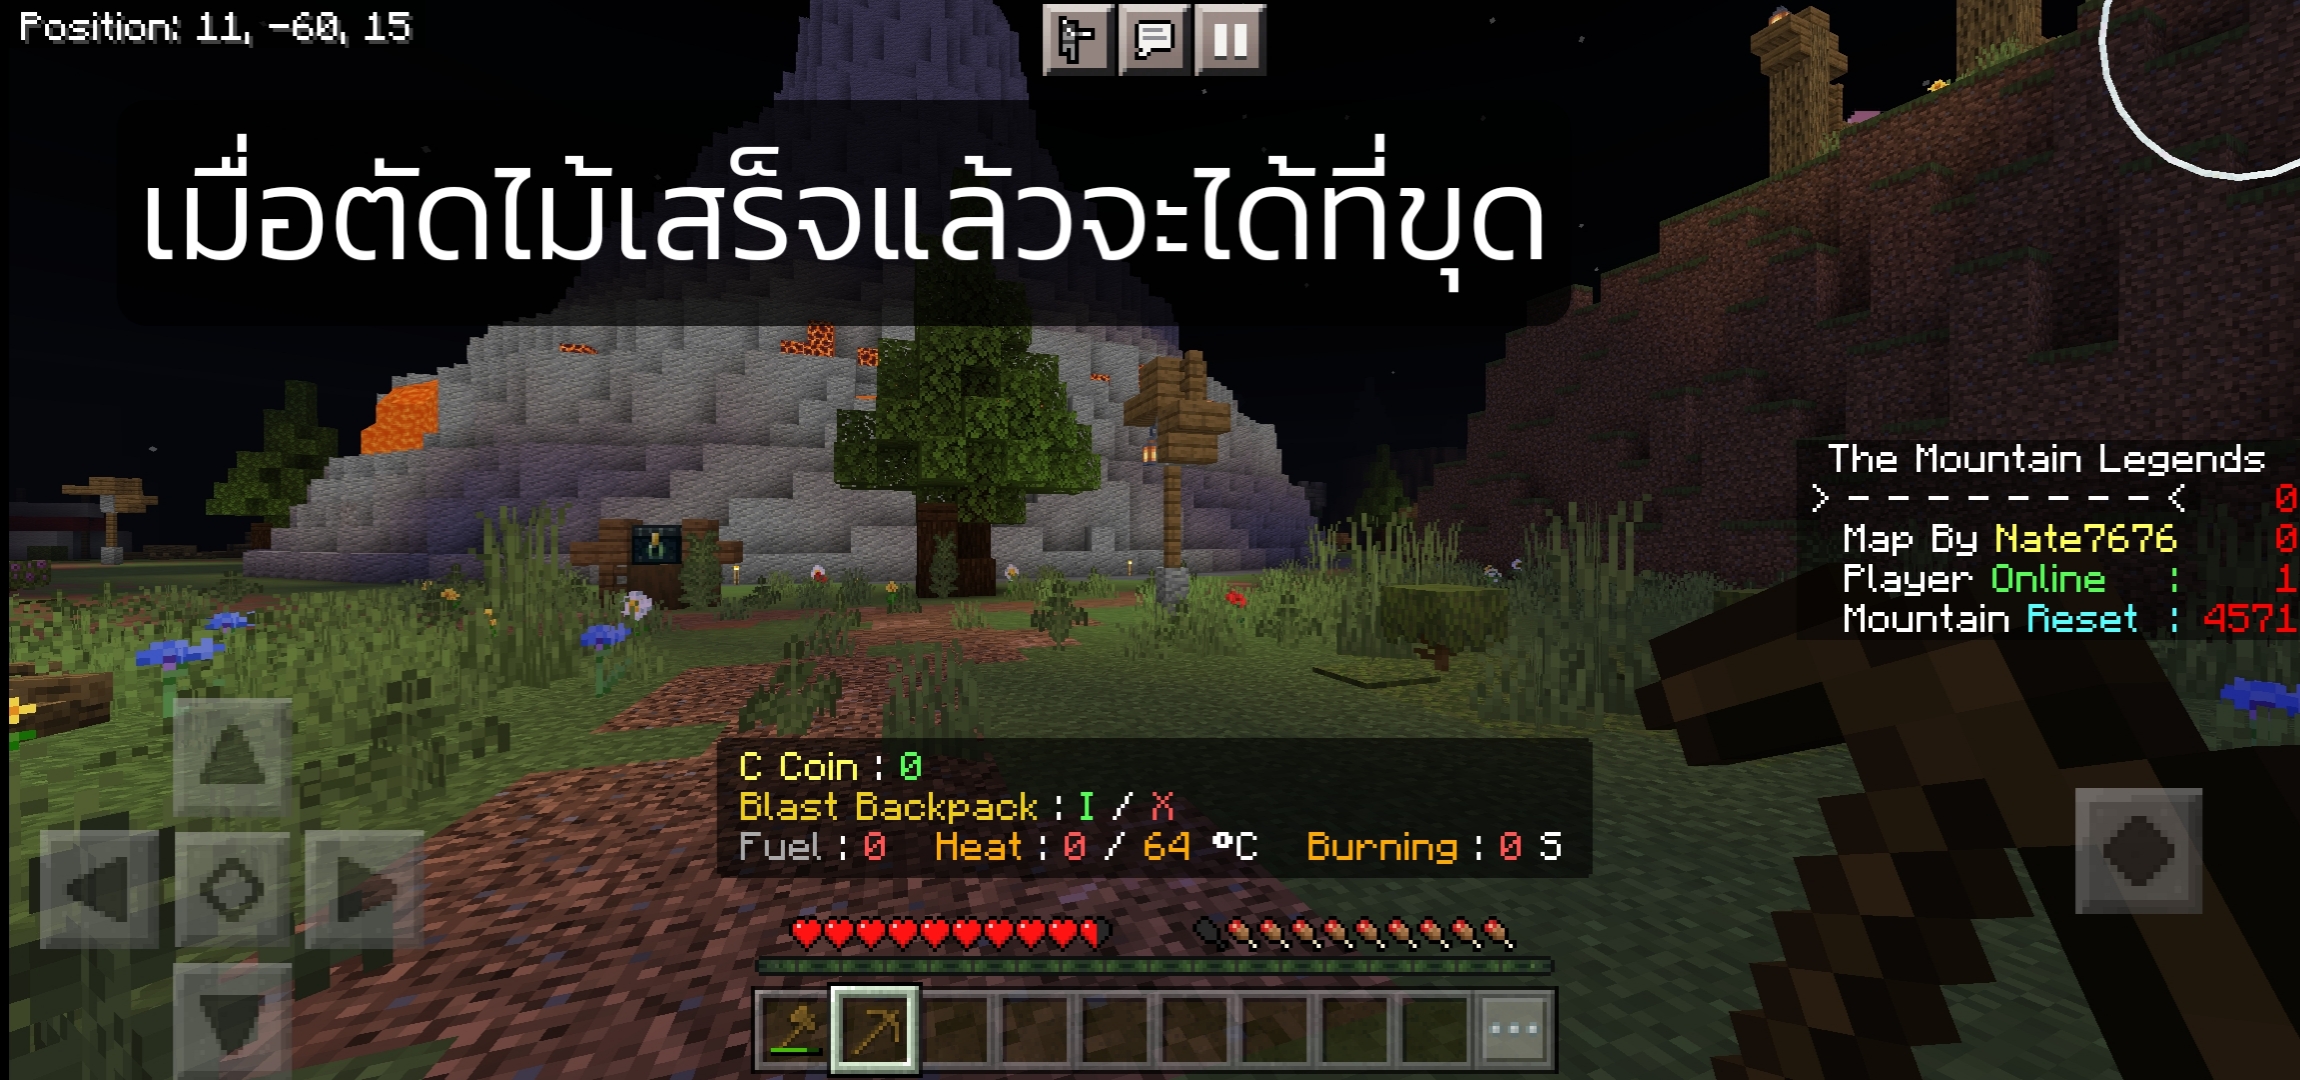 Position: 11, -60, 15
เมื่อตัดไม้เสร็จแล้วจะได้ที่ขุด
The Mountain Legends
>---------< 0
Map By Nate7676 0
Player Online : 1
Mountain Reset : 4571
C Coin : 0
Blast Backpack : I / X
Fuel : 0 Heat : 0 / 64 ºC Burning : 0 S